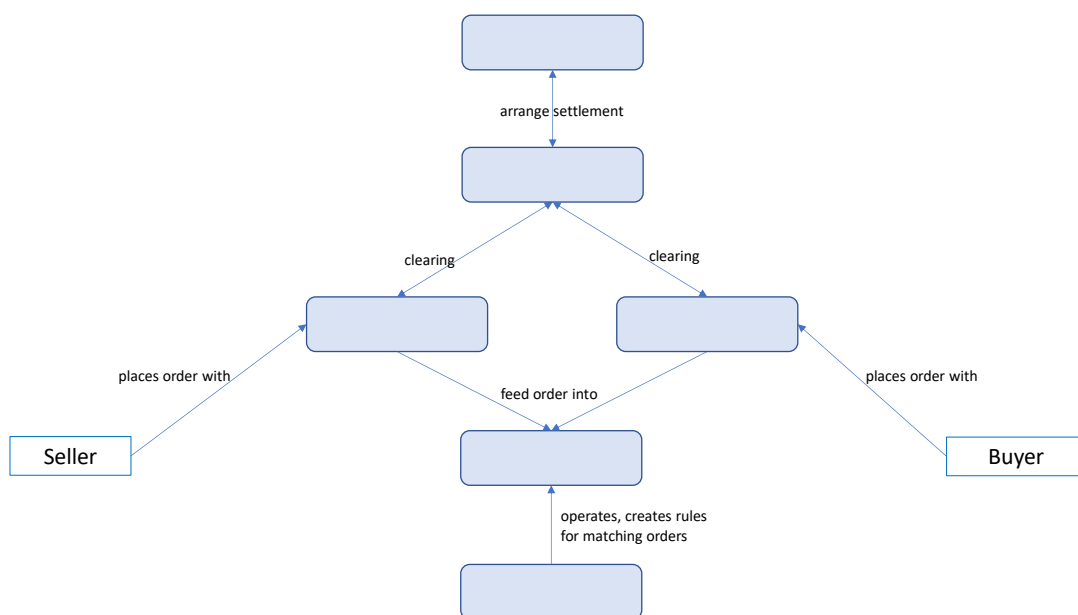 arrange settlement
clearing
clearing
places order with
feed order into
places order with
Seller
Buyer
operates, creates rules
for matching orders